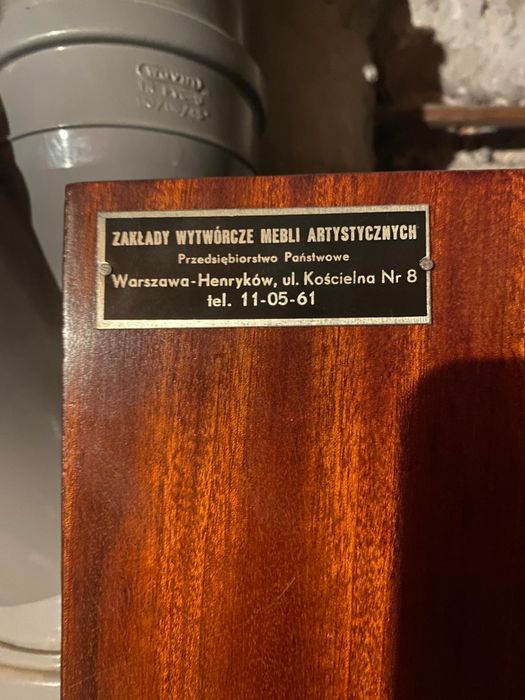 ZAKŁADY WYTWÓRCZE MEBLI ARTYSTYCZNYCH
Przedsiębiorstwo Państwowe
Warszawa-Henryków, ul. Kościelna Nr 8
tel. 11-05-61